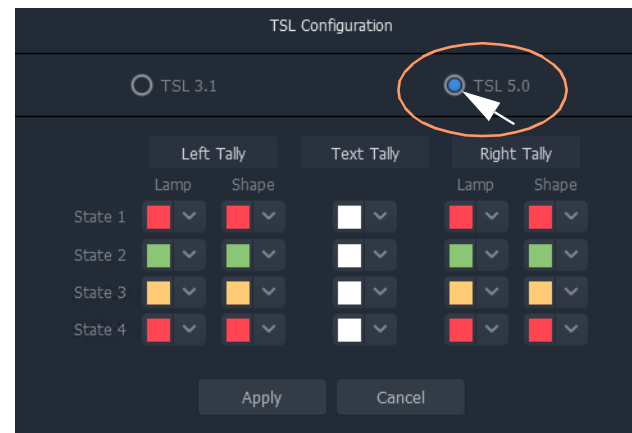 TSL Configuration
TSL 3.1 TSL 5.0
Left Tally Text Tally Right Tally
Lamp Shape Lamp Shape
State 1
State 2
State 3
State 4
Apply Cancel